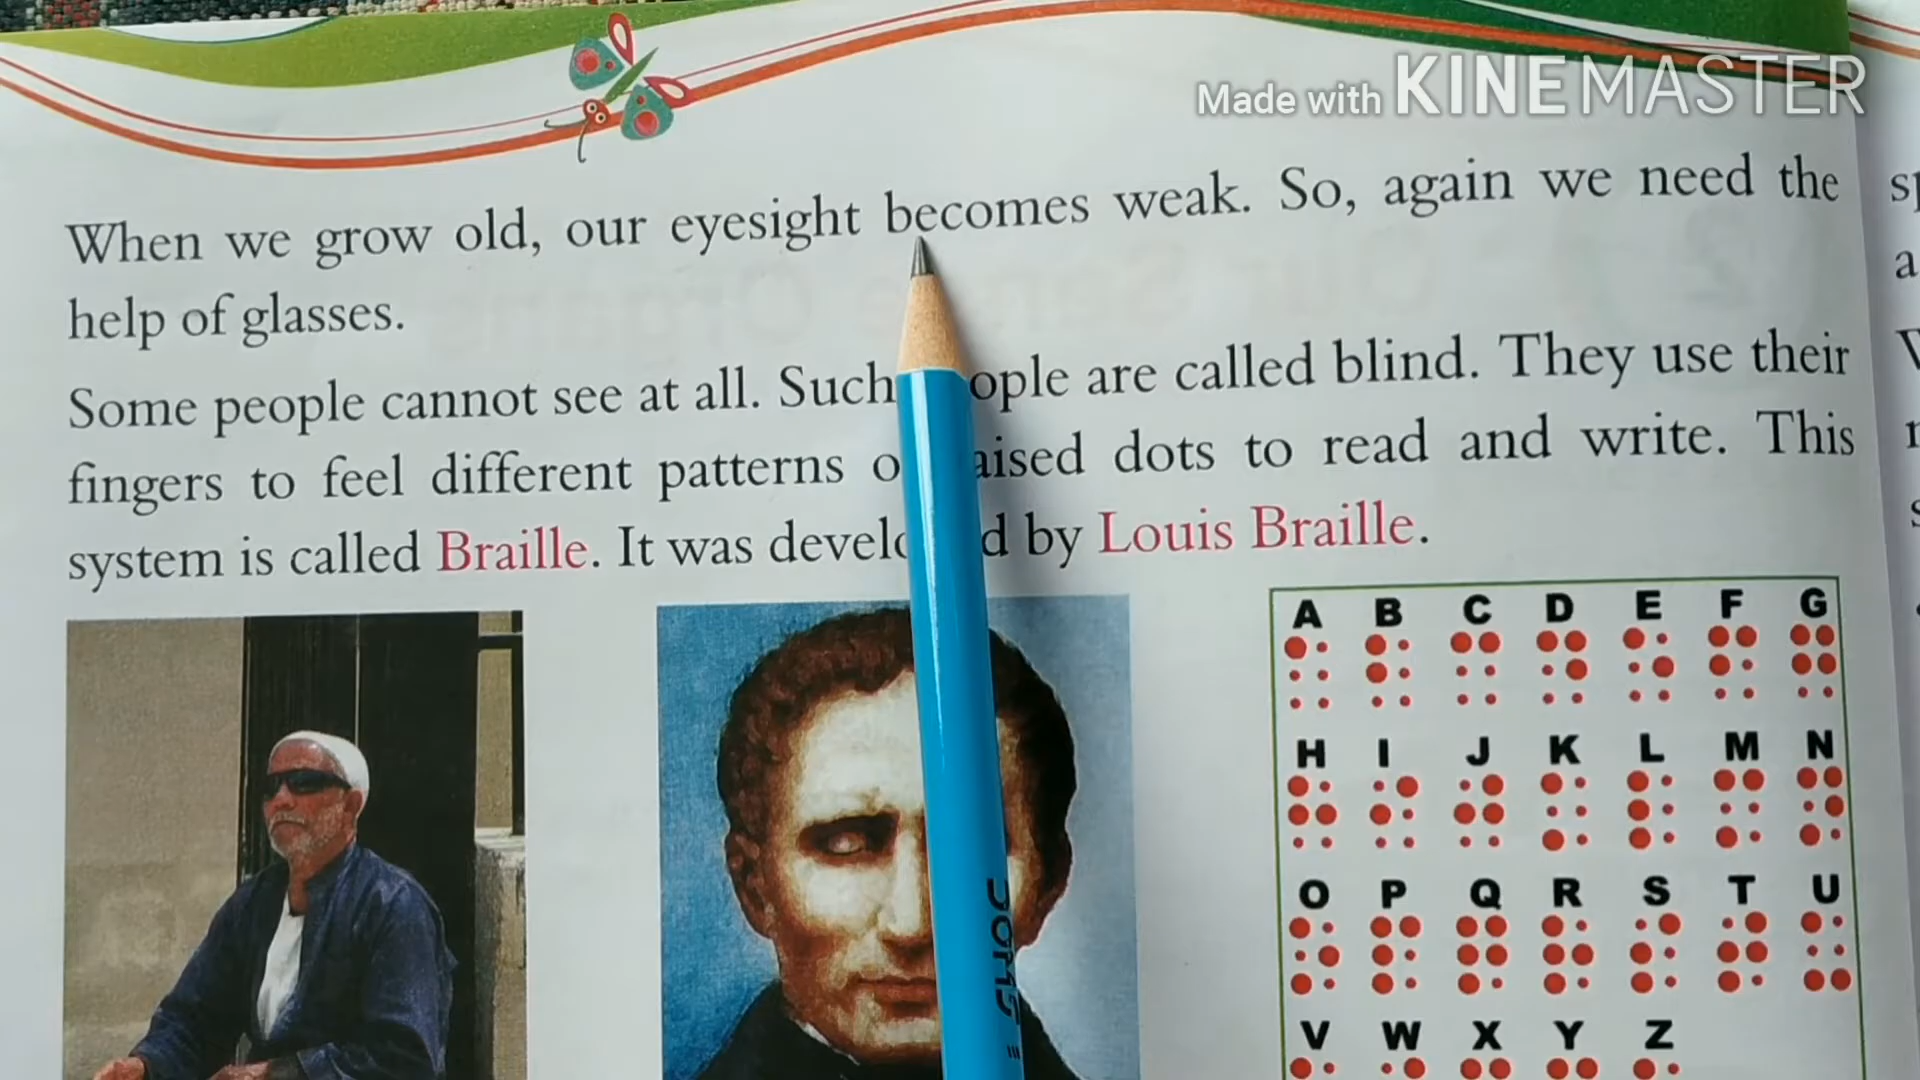 Made with KINEMASTER
When we grow old, our eyesight becomes weak. So, again we need the
help of glasses.
Some people cannot see at all. Such ople are called blind. They use their
fingers to feel different patterns o aised dots to read and write. This
system is called Braille. It was devel d by Louis Braille.
A B C D E F G
H I J K L M N
O P Q R S T U
V W X Y Z
DOMS